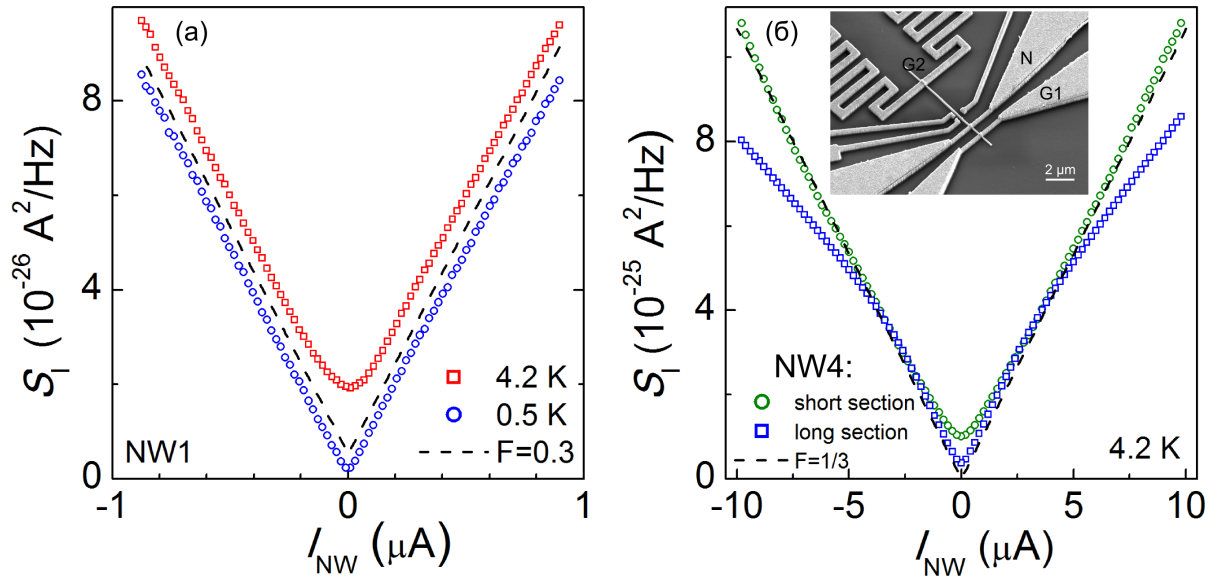 (а)
S_I (10^-26 A^2/Hz)
8
4
0
4.2 K
0.5 K
F=0.3
NW1
-1
0
1
I_NW (μA)
(б)
S_I (10^-25 A^2/Hz)
8
4
0
G2
N
G1
2 μm
NW4:
short section
long section
F=1/3
4.2 K
-10
-5
0
5
10
I_NW (μA)